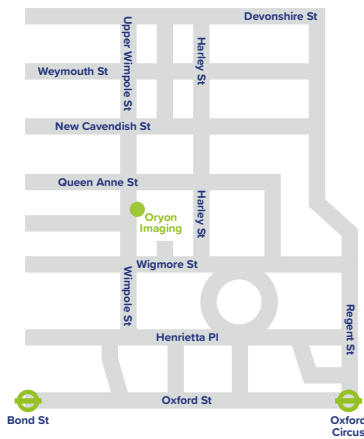 Devonshire St
Upper Wimpole St
Harley St
Weymouth St
New Cavendish St
Queen Anne St
Harley St
Oryon
Imaging
Wigmore St
Wimpole St
Regent St
Henrietta Pl
Oxford St
Bond St
Oxford
Circus